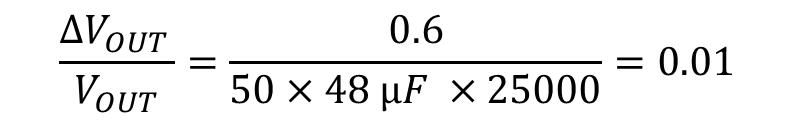 ΔV_OUT / V_OUT = 0.6 / (50 × 48 μF × 25000) = 0.01